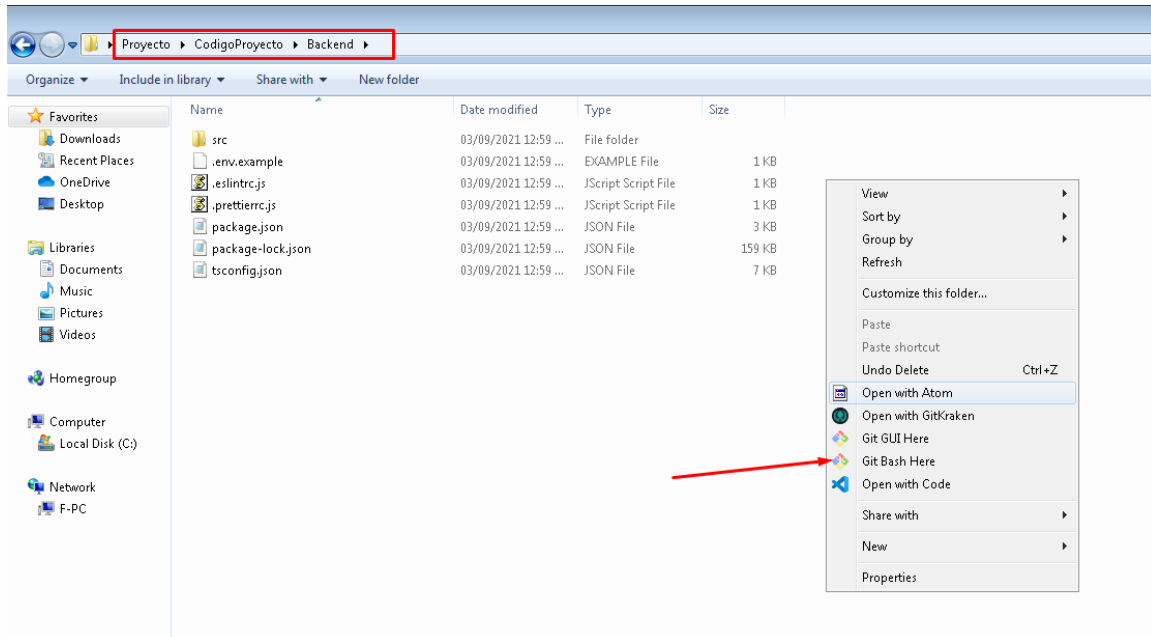 Proyecto ▸ CodigoProyecto ▸ Backend ▸
Organize Include in library Share with New folder
Favorites
Downloads
Recent Places
OneDrive
Desktop
Libraries
Documents
Music
Pictures
Videos
Homegroup
Computer
Local Disk (C:)
Network
F-PC
Name Date modified Type Size
src 03/09/2021 12:59 ... File folder
.env.example 03/09/2021 12:59 ... EXAMPLE File 1 KB
.eslintrc.js 03/09/2021 12:59 ... JScript Script File 1 KB
.prettierrc.js 03/09/2021 12:59 ... JScript Script File 1 KB
package.json 03/09/2021 12:59 ... JSON File 3 KB
package-lock.json 03/09/2021 12:59 ... JSON File 159 KB
tsconfig.json 03/09/2021 12:59 ... JSON File 7 KB
View
Sort by
Group by
Refresh
Customize this folder...
Paste
Paste shortcut
Undo Delete Ctrl+Z
Open with Atom
Open with GitKraken
Git GUI Here
Git Bash Here
Open with Code
Share with
New
Properties